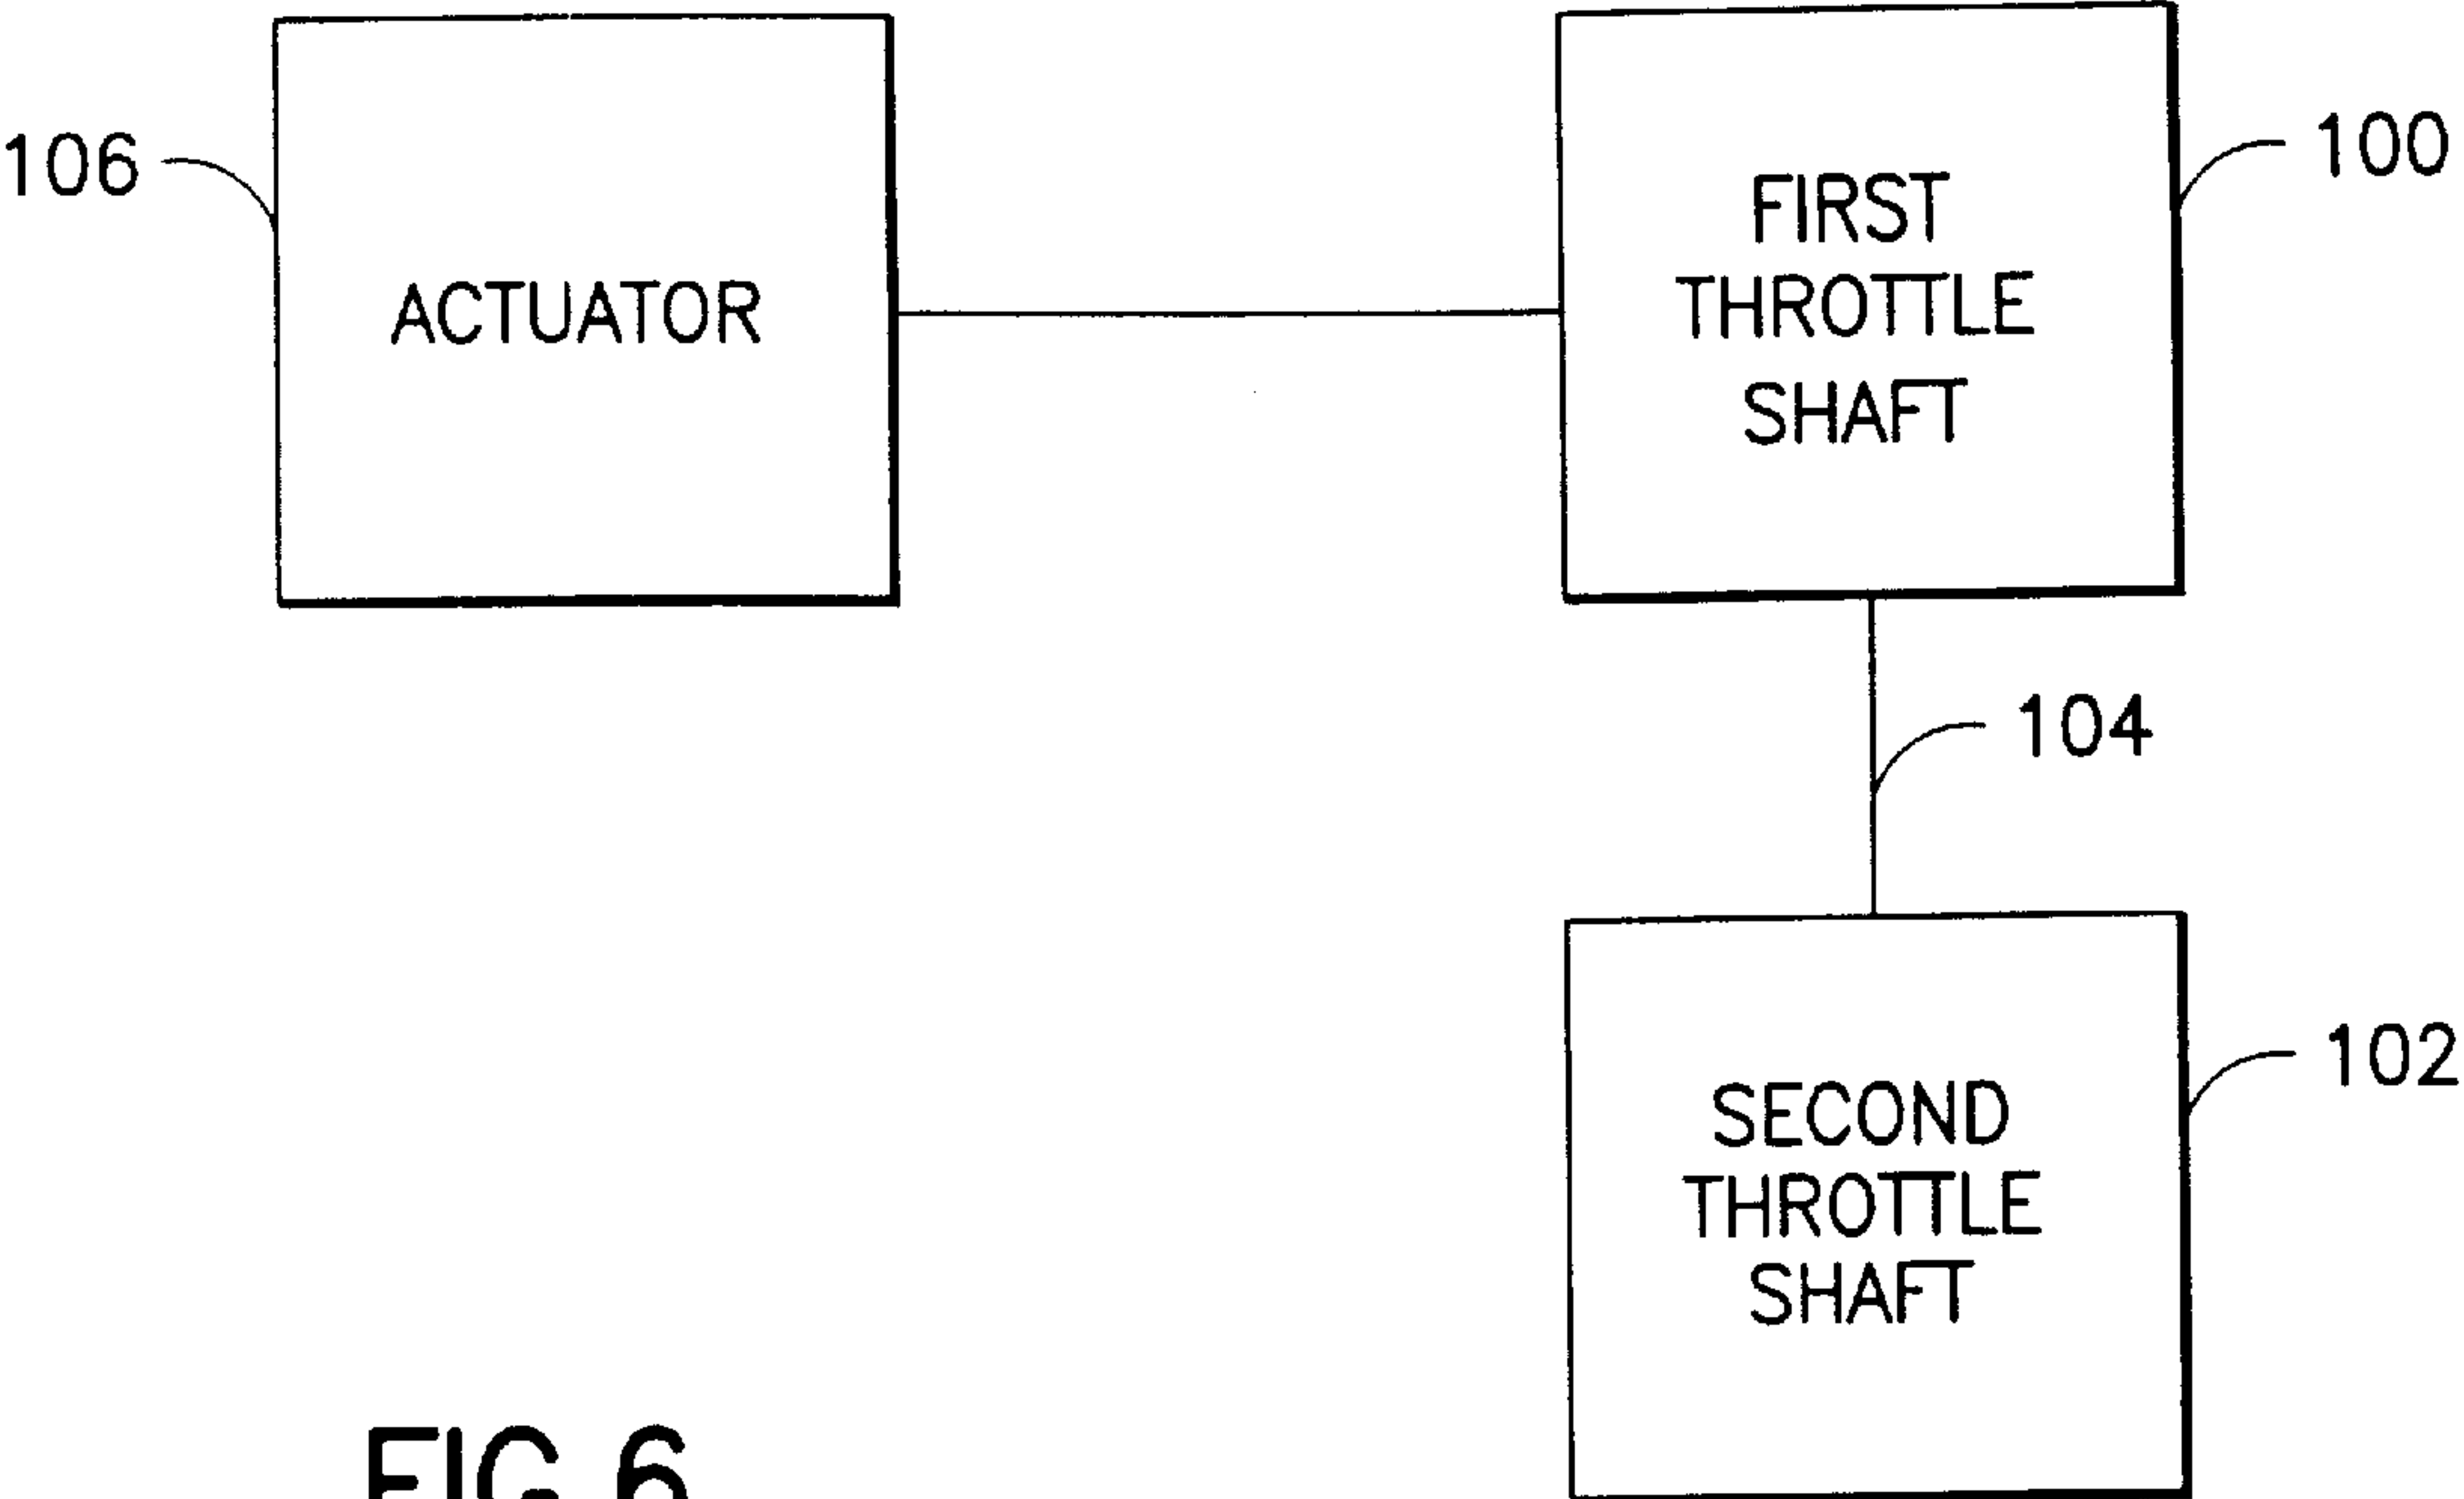 106
ACTUATOR
FIRST
THROTTLE
SHAFT
100
104
SECOND
THROTTLE
SHAFT
102
FIG.6